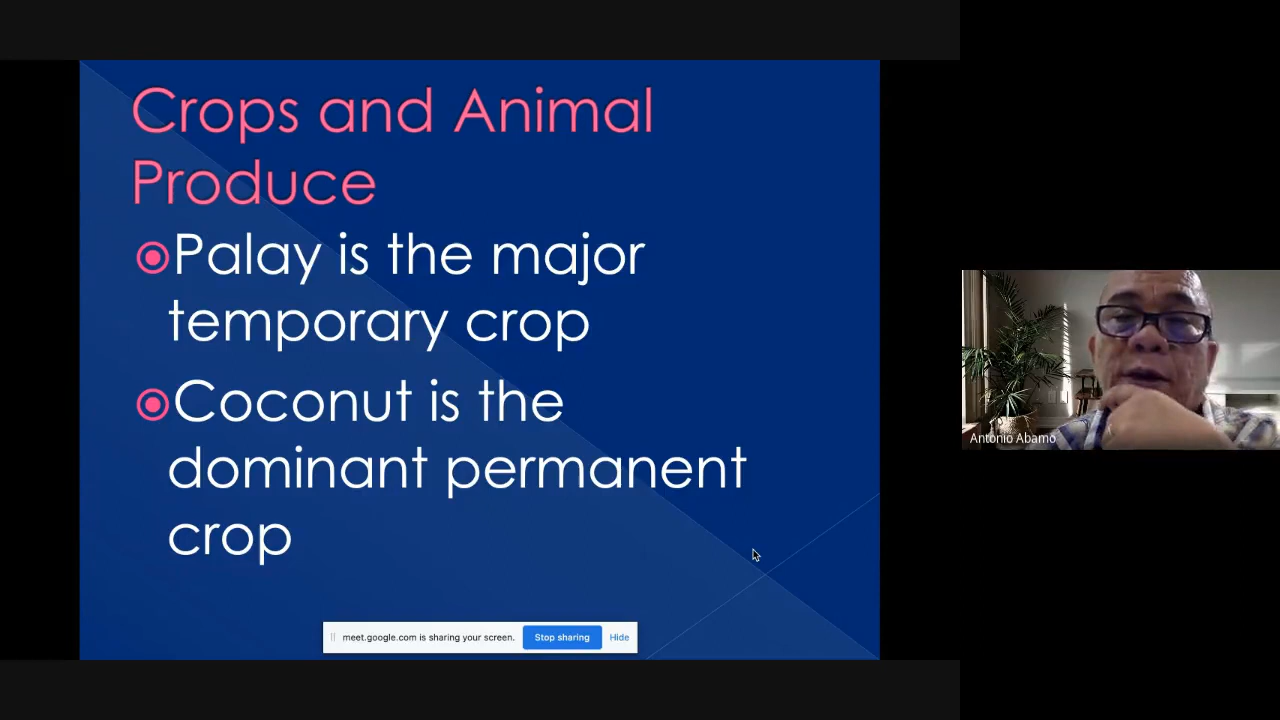 Crops and Animal
Produce
Palay is the major
temporary crop
Coconut is the
dominant permanent
crop
meet.google.com is sharing your screen.
Stop sharing
Hide
Antonio Abamo